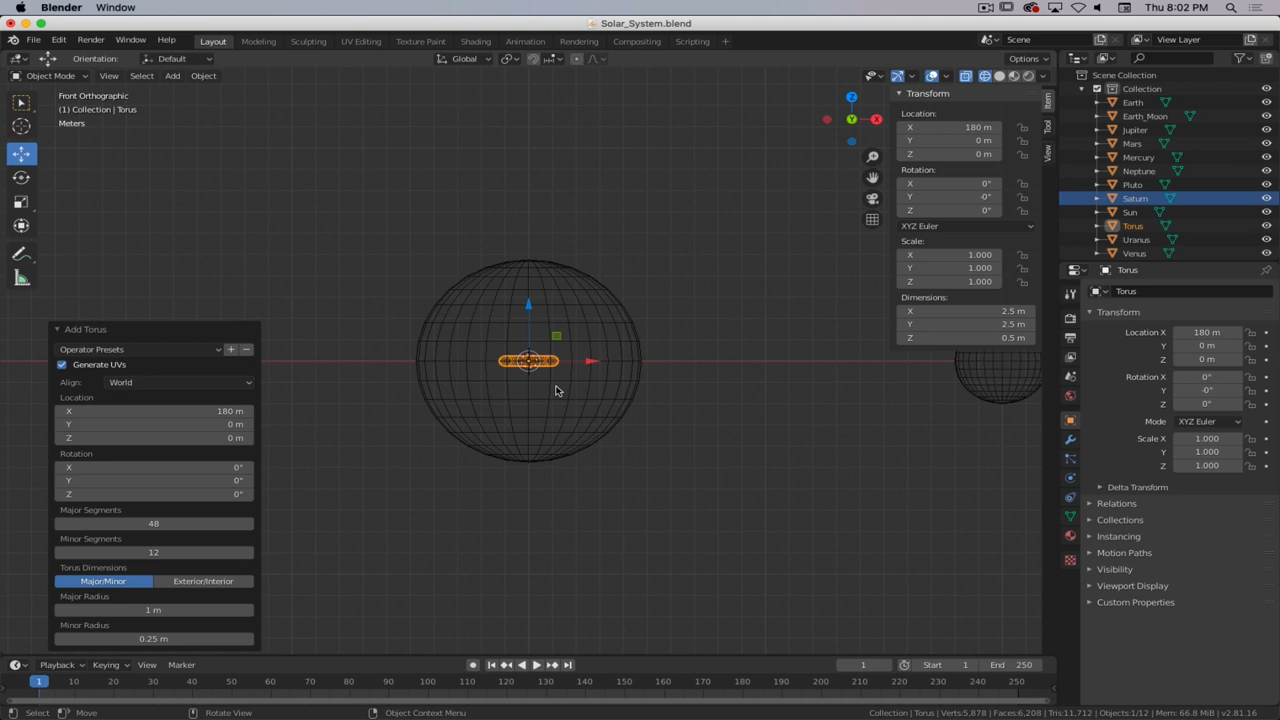 Blender Window Thu 8:02 PM
Solar_System.blend
File Edit Render Window Help Layout Modeling Sculpting UV Editing Texture Paint Shading Animation Rendering Compositing Scripting + Scene View Layer
Orientation: Default Global Options
Object Mode View Select Add Object
Scene Collection
Collection
Earth
Earth_Moon
Jupiter
Mars
Mercury
Neptune
Pluto
Saturn
Sun
Torus
Uranus
Venus
Front Orthographic
(1) Collection | Torus
Meters
Z
Y
X
Transform
Location:
X 180 m
Y 0 m
Z 0 m
Rotation:
X 0°
Y -0°
Z 0°
XYZ Euler
Scale:
X 1.000
Y 1.000
Z 1.000
Dimensions:
X 2.5 m
Y 2.5 m
Z 0.5 m
Item
Tool
View
Torus
Torus
Transform
Location X 180 m
Y 0 m
Z 0 m
Rotation X 0°
Y -0°
Z 0°
Mode XYZ Euler
Scale X 1.000
Y 1.000
Z 1.000
Delta Transform
Relations
Collections
Instancing
Motion Paths
Visibility
Viewport Display
Custom Properties
Add Torus
Operator Presets + −
Generate UVs
Align: World
Location
X 180 m
Y 0 m
Z 0 m
Rotation
X 0°
Y 0°
Z 0°
Major Segments
48
Minor Segments
12
Torus Dimensions
Major/Minor Exterior/Interior
Major Radius
1 m
Minor Radius
0.25 m
Playback Keying View Marker 1 Start 1 End 250
1 10 20 30 40 50 60 70 80 90 100 110 120 130 140 150 160 170 180 190 200 210 220 230 240 250
Select Move Rotate View Object Context Menu Collection | Torus | Verts:5,878 | Faces:6,208 | Tris:11,712 | Objects:1/12 | Mem: 66.8 MiB | v2.81.16